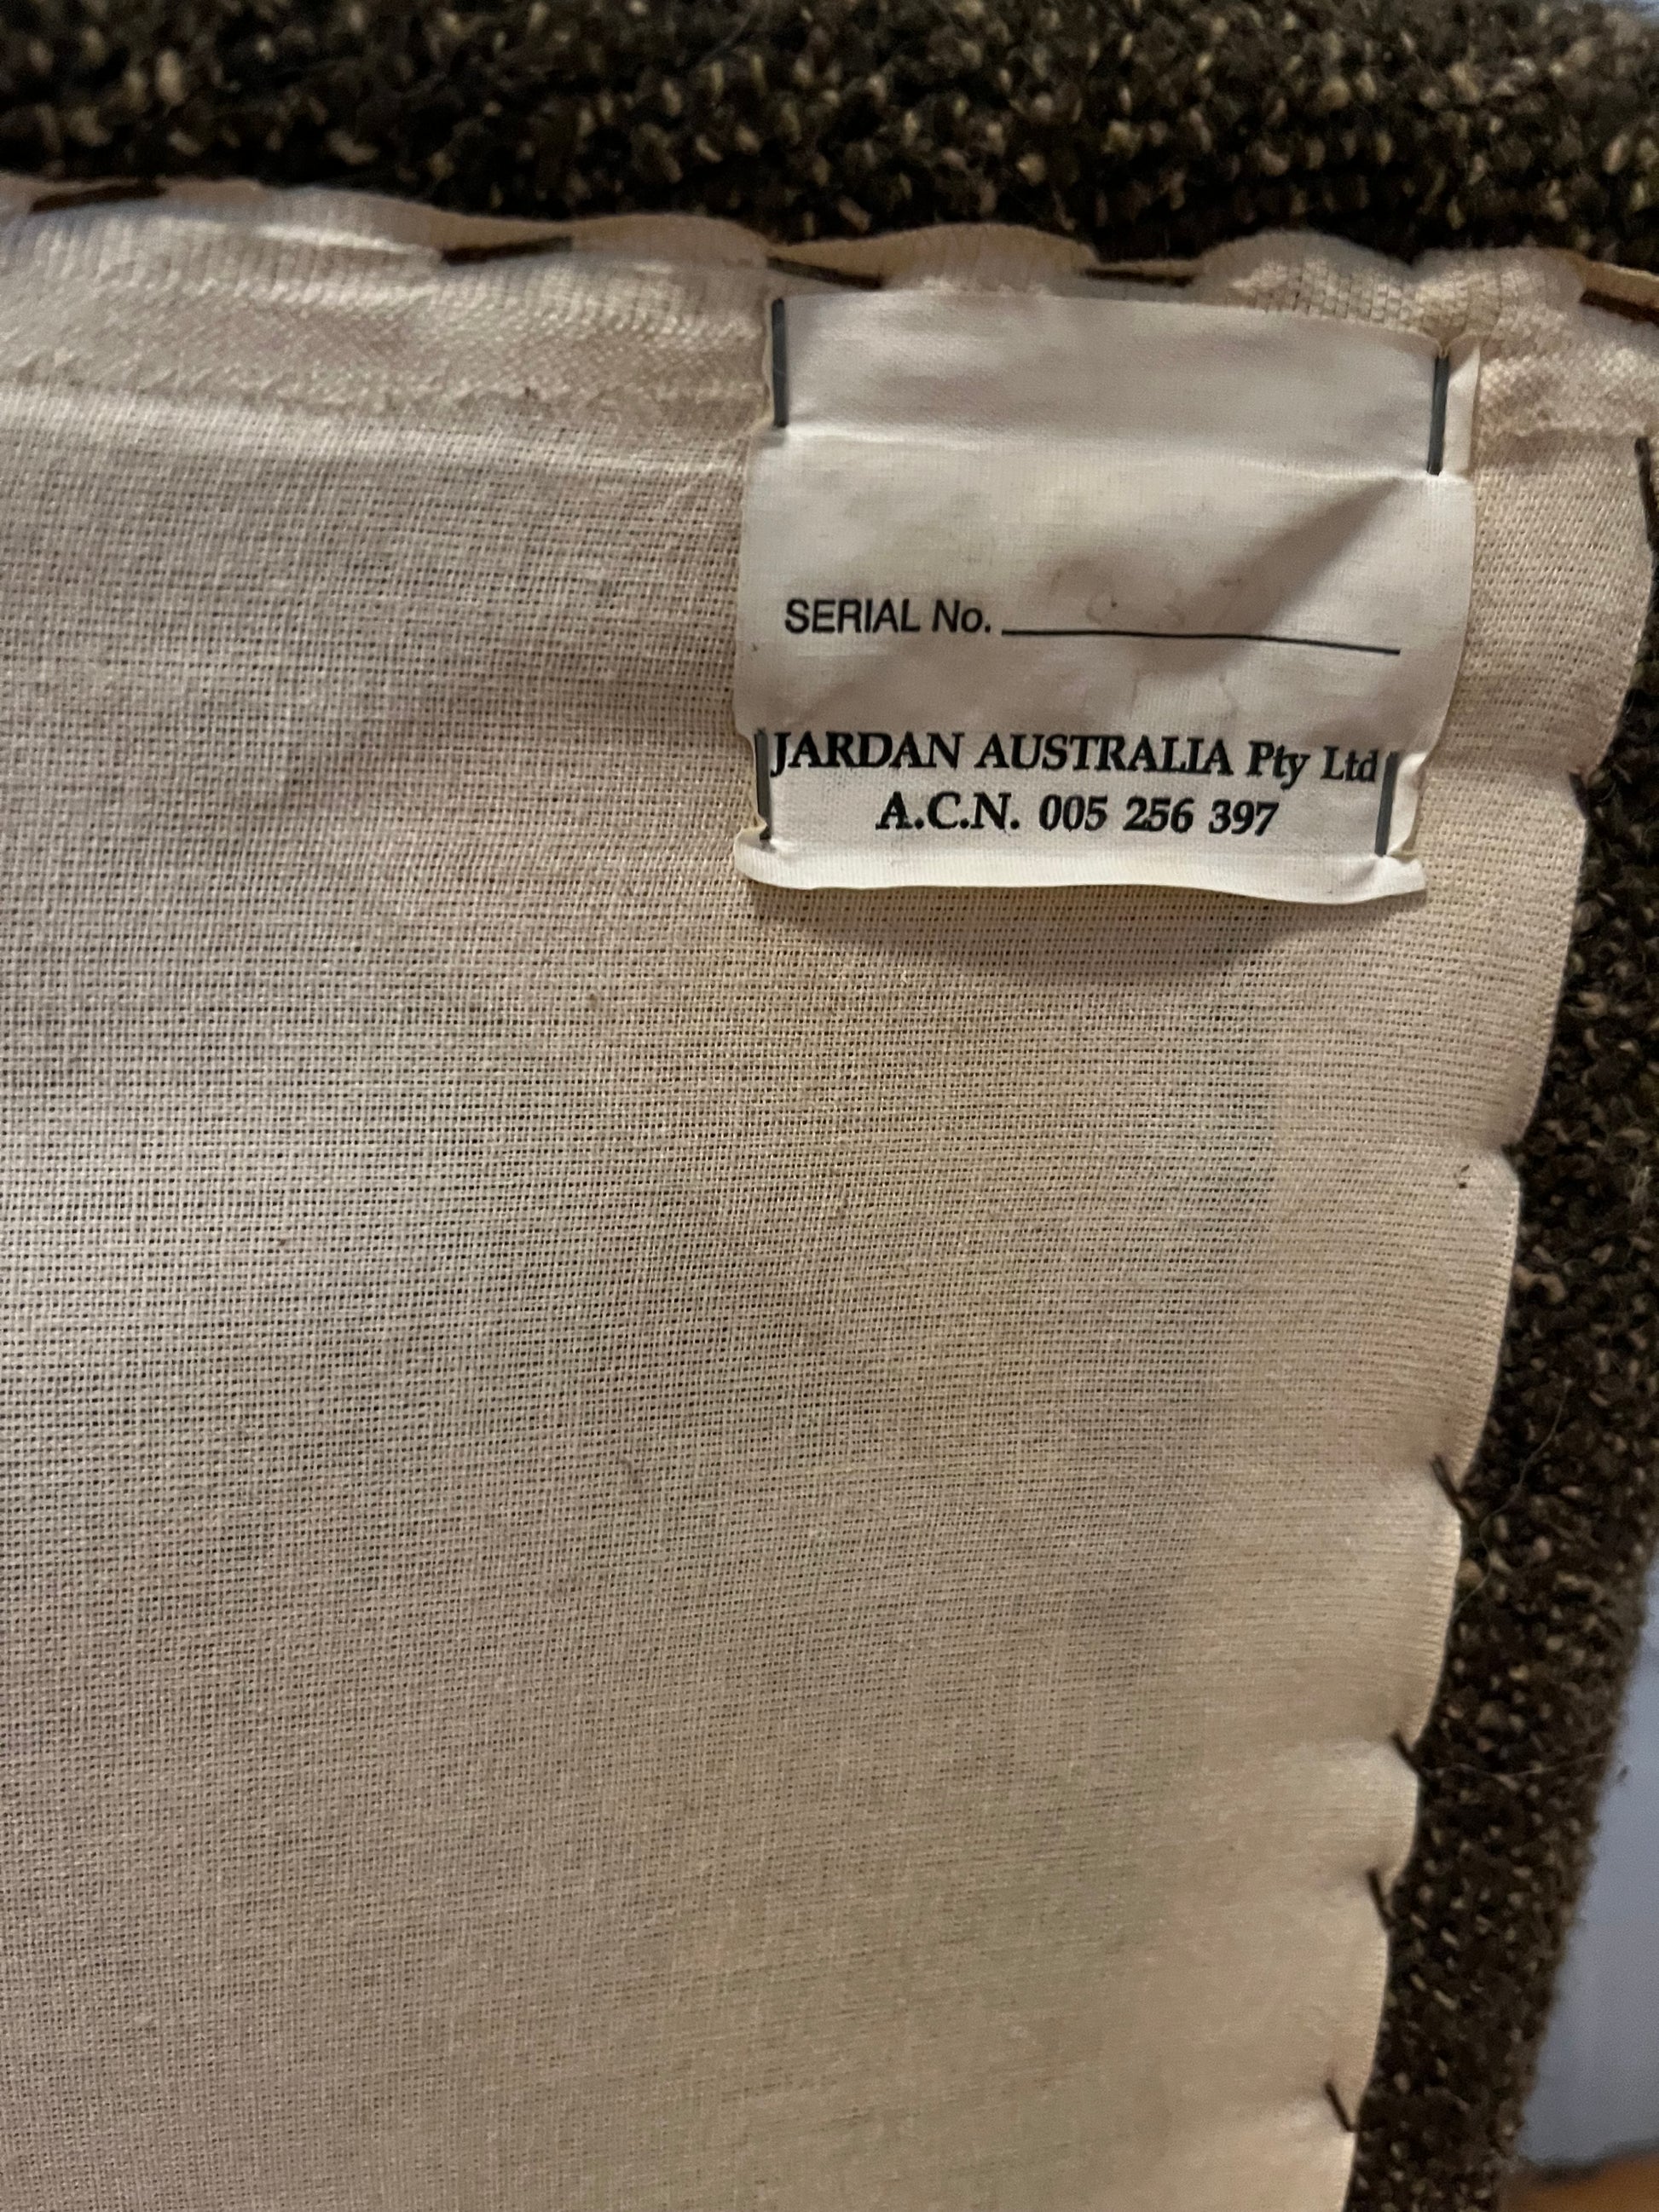 SERIAL No.
JARDAN AUSTRALIA Pty Ltd
A.C.N. 005 256 397